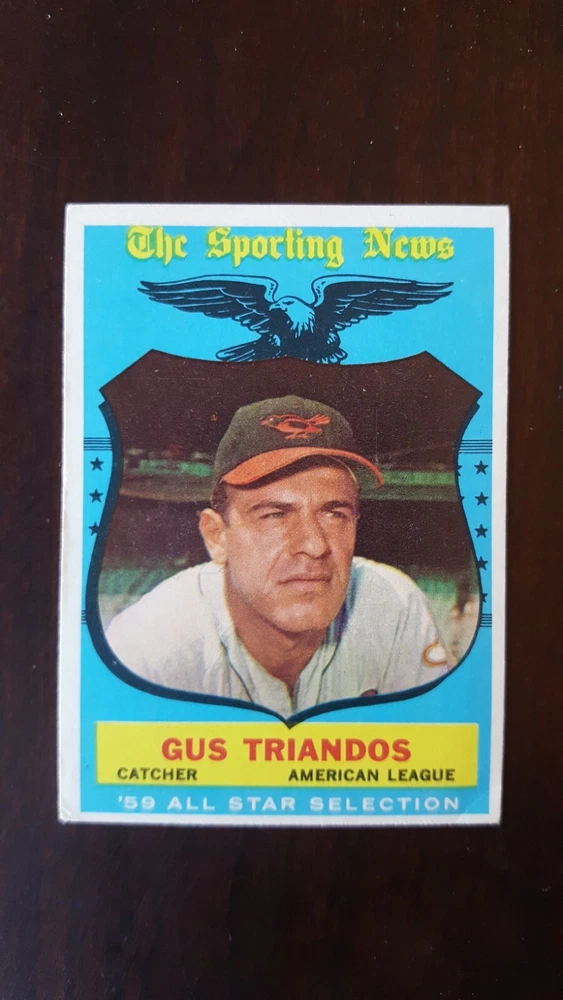 The Sporting News
GUS TRIANDOS
CATCHER AMERICAN LEAGUE
'59 ALL STAR SELECTION